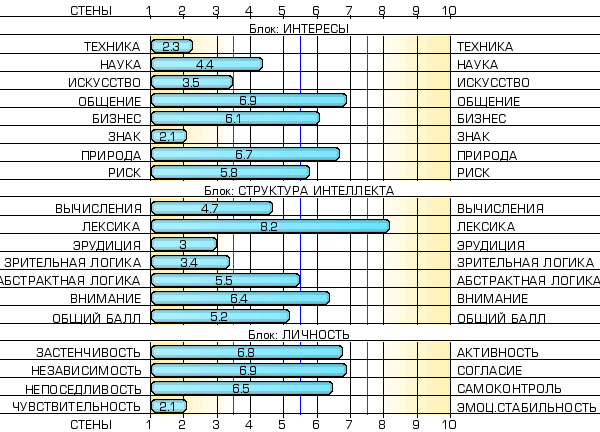 СТЕНЫ 1 2 3 4 5 6 7 8 9 10
Блок: ИНТЕРЕСЫ
ТЕХНИКА 2.3 ТЕХНИКА
НАУКА 4.4 НАУКА
ИСКУССТВО 3.5 ИСКУССТВО
ОБЩЕНИЕ 6.9 ОБЩЕНИЕ
БИЗНЕС 6.1 БИЗНЕС
ЗНАК 2.1 ЗНАК
ПРИРОДА 6.7 ПРИРОДА
РИСК 5.8 РИСК
Блок: СТРУКТУРА ИНТЕЛЛЕКТА
ВЫЧИСЛЕНИЯ 4.7 ВЫЧИСЛЕНИЯ
ЛЕКСИКА 8.2 ЛЕКСИКА
ЭРУДИЦИЯ 3 ЭРУДИЦИЯ
ЗРИТЕЛЬНАЯ ЛОГИКА 3.4 ЗРИТЕЛЬНАЯ ЛОГИКА
АБСТРАКТНАЯ ЛОГИКА 5.5 АБСТРАКТНАЯ ЛОГИКА
ВНИМАНИЕ 6.4 ВНИМАНИЕ
ОБЩИЙ БАЛЛ 5.2 ОБЩИЙ БАЛЛ
Блок: ЛИЧНОСТЬ
ЗАСТЕНЧИВОСТЬ 6.8 АКТИВНОСТЬ
НЕЗАВИСИМОСТЬ 6.9 СОГЛАСИЕ
НЕПОСЕДЛИВОСТЬ 6.5 САМОКОНТРОЛЬ
ЧУВСТВИТЕЛЬНОСТЬ 2.1 ЭМОЦ.СТАБИЛЬНОСТЬ
СТЕНЫ 1 2 3 4 5 6 7 8 9 10